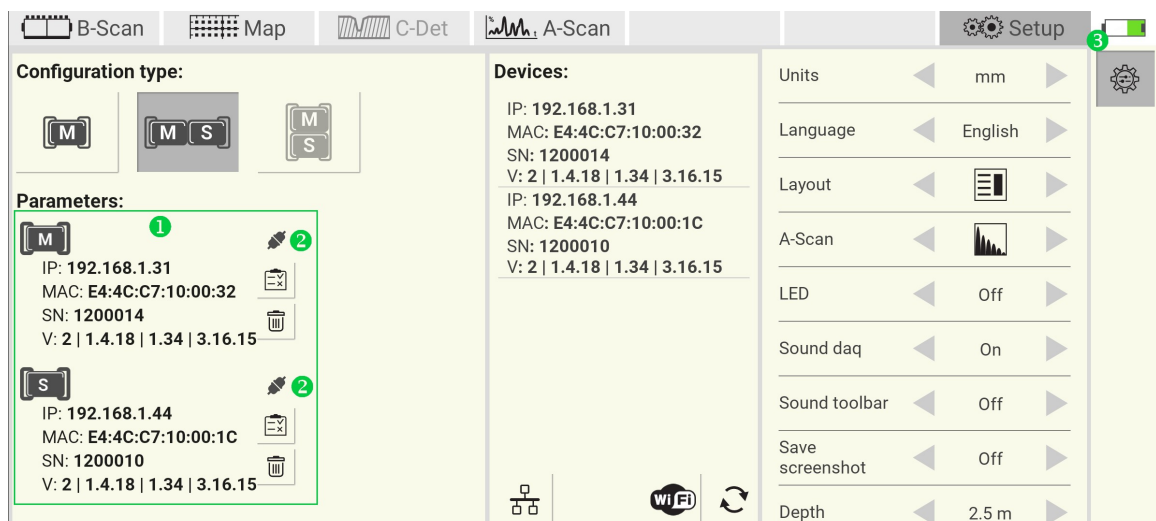 B-Scan
Map
C-Det
A-Scan
Setup
3
Configuration type:
M
M S
M
S
Parameters:
1
M
2
IP: 192.168.1.31
MAC: E4:4C:C7:10:00:32
SN: 1200014
V: 2 | 1.4.18 | 1.34 | 3.16.15
S
2
IP: 192.168.1.44
MAC: E4:4C:C7:10:00:1C
SN: 1200010
V: 2 | 1.4.18 | 1.34 | 3.16.15
Devices:
IP: 192.168.1.31
MAC: E4:4C:C7:10:00:32
SN: 1200014
V: 2 | 1.4.18 | 1.34 | 3.16.15
IP: 192.168.1.44
MAC: E4:4C:C7:10:00:1C
SN: 1200010
V: 2 | 1.4.18 | 1.34 | 3.16.15
WiFi
Units mm
Language English
Layout
A-Scan
LED Off
Sound daq On
Sound toolbar Off
Save
screenshot Off
Depth 2.5 m